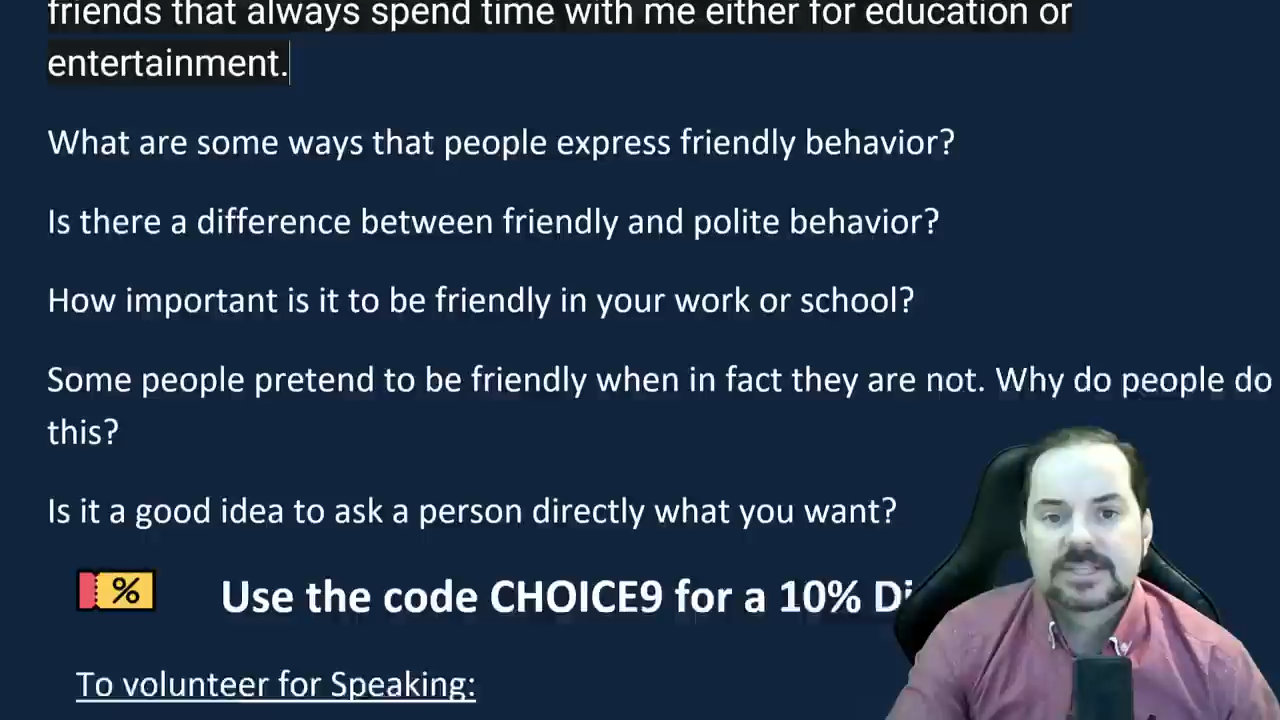 friends that always spend time with me either for education or
entertainment.
What are some ways that people express friendly behavior?
Is there a difference between friendly and polite behavior?
How important is it to be friendly in your work or school?
Some people pretend to be friendly when in fact they are not. Why do people do
this?
Is it a good idea to ask a person directly what you want?
% Use the code CHOICE9 for a 10% Di
To volunteer for Speaking: